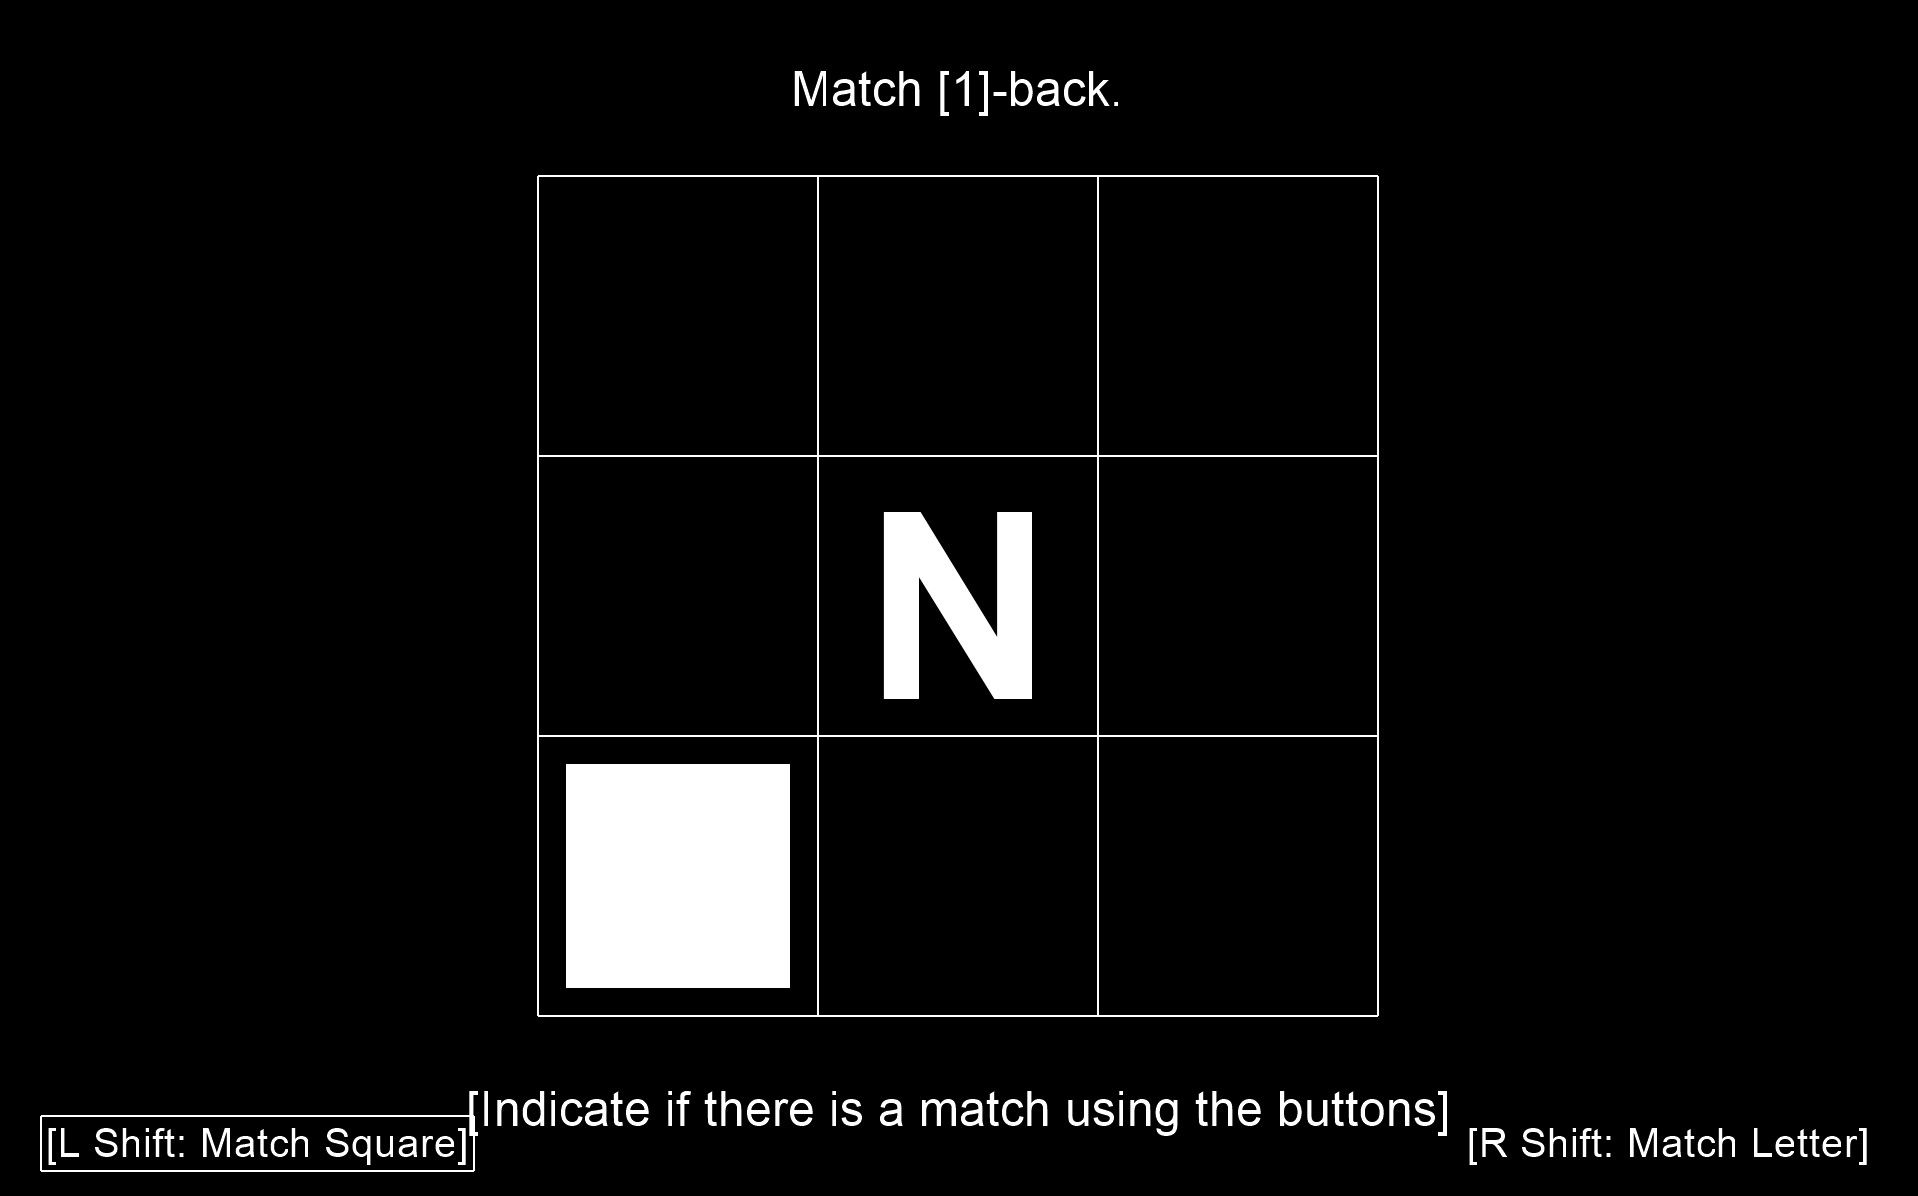 Match [1]-back.
N
[Indicate if there is a match using the buttons]
[L Shift: Match Square]
[R Shift: Match Letter]